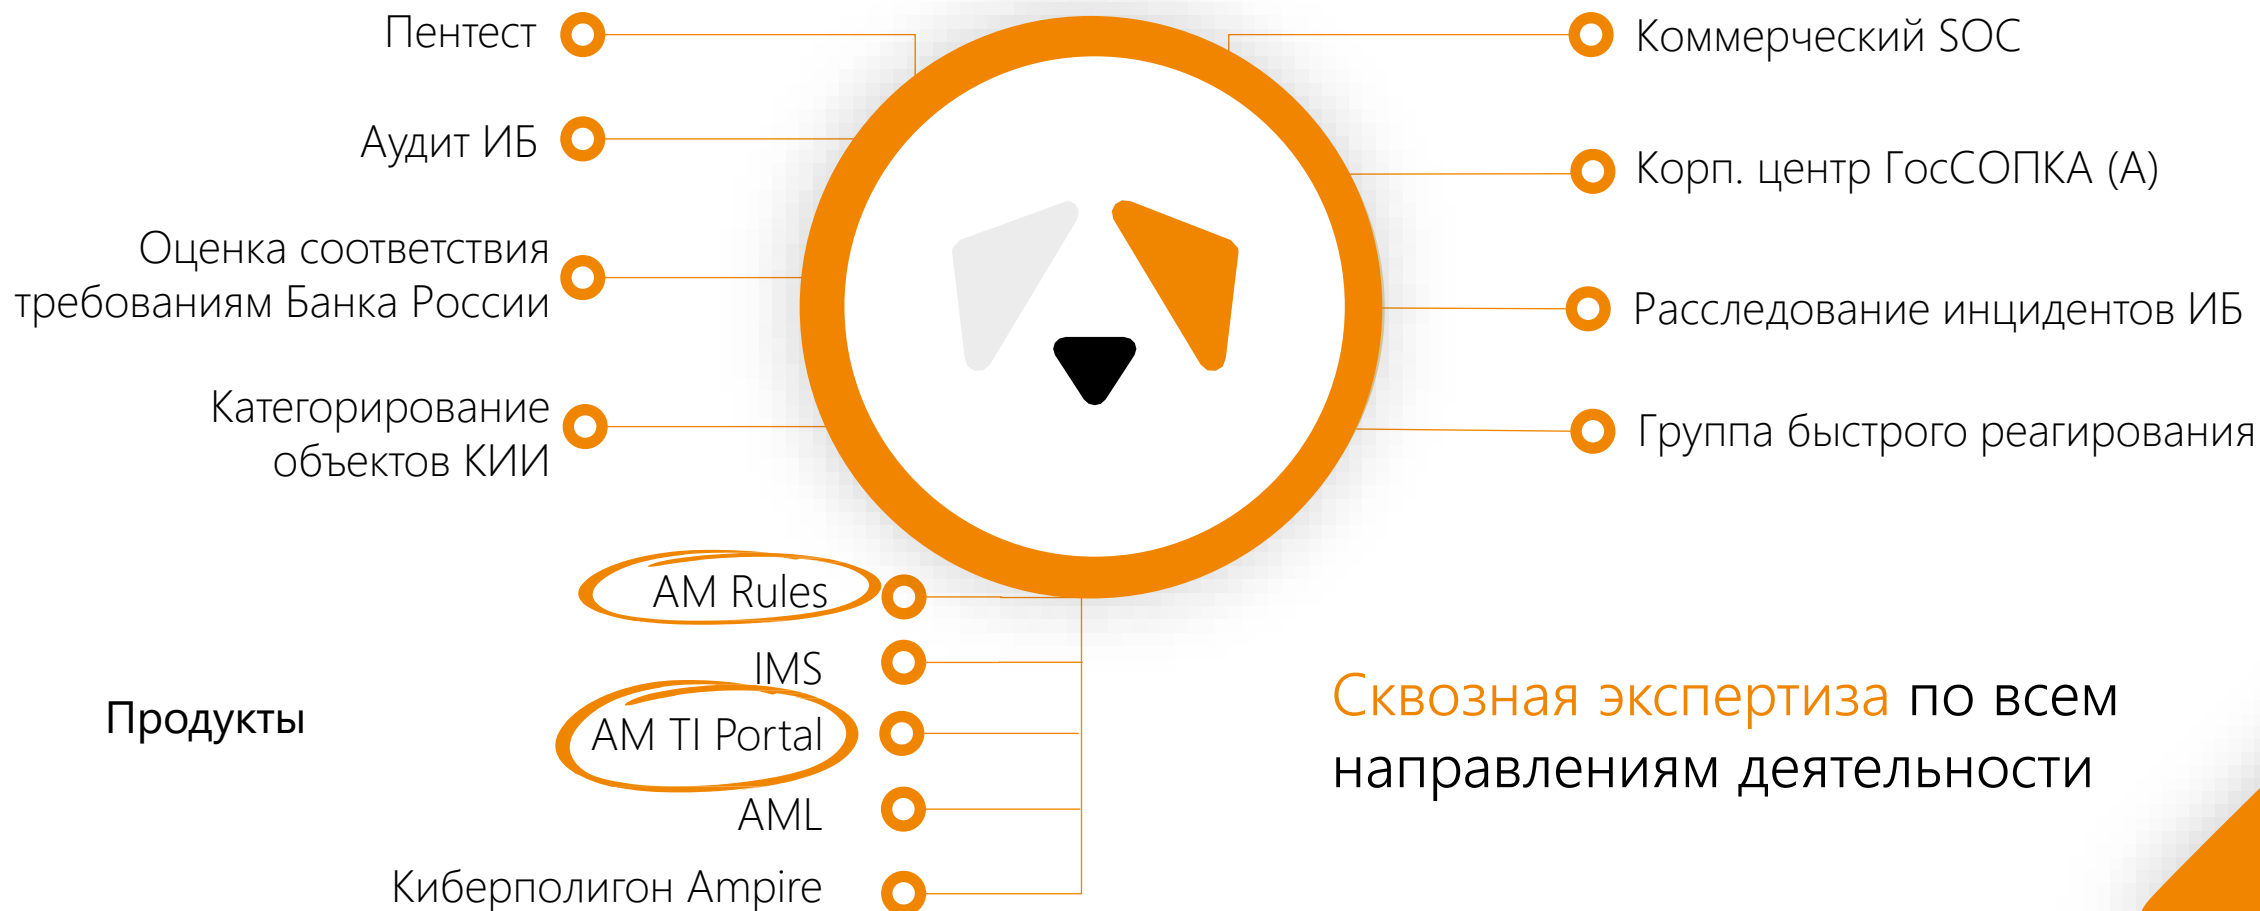 Пентест
Аудит ИБ
Оценка соответствия
требованиям Банка России
Категорирование
объектов КИИ
Коммерческий SOC
Корп. центр ГосСОПКА (А)
Расследование инцидентов ИБ
Группа быстрого реагирования
Продукты
AM Rules
IMS
AM TI Portal
AML
Киберполигон Ampire
Сквозная экспертиза по всем
направлениям деятельности